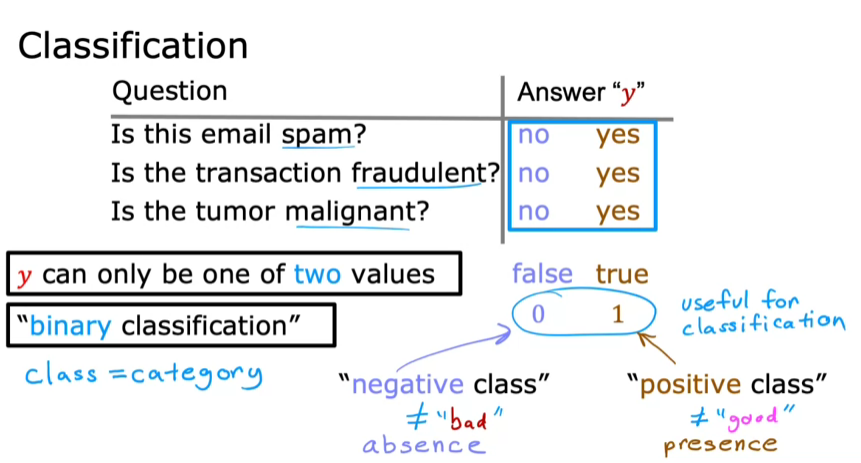 Classification
Question Answer “y”
Is this email spam? no yes
Is the transaction fraudulent? no yes
Is the tumor malignant? no yes
y can only be one of two values
false true
“binary classification”
0 1
useful for
classification
class = category
“negative class”
“positive class”
≠ "bad"
≠ "good"
absence
presence